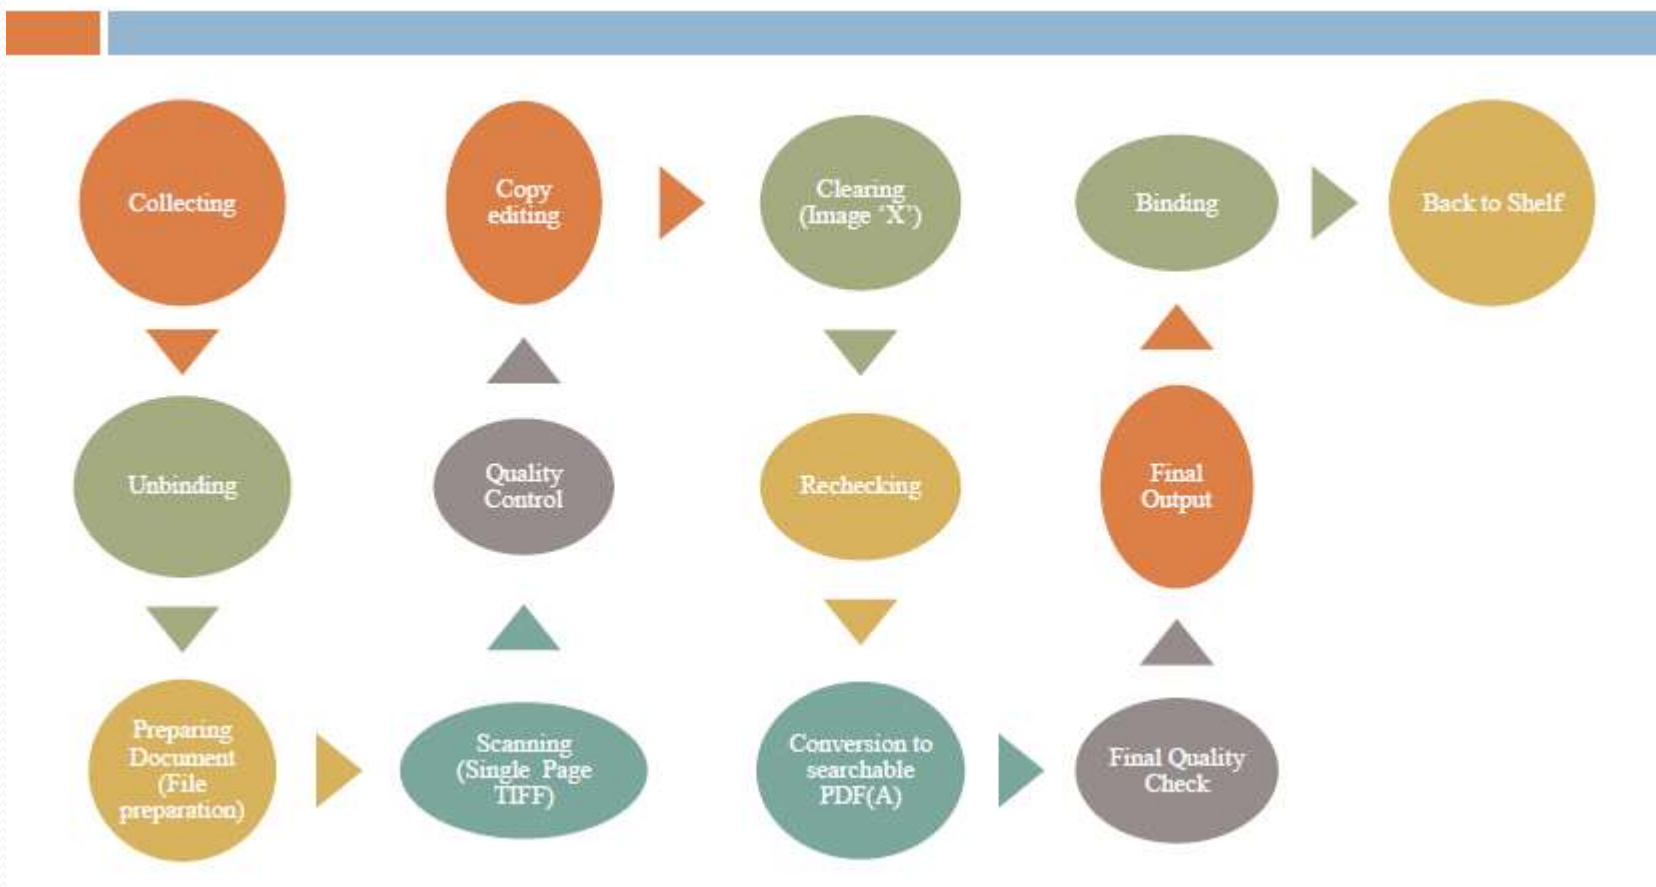 Collecting
Unbinding
Preparing
Document
(File
preparation)
Scanning
(Single Page
TIFF)
Quality
Control
Copy
editing
Clearing
(Image ‘X’)
Rechecking
Conversion to
searchable
PDF(A)
Final Quality
Check
Final
Output
Binding
Back to Shelf